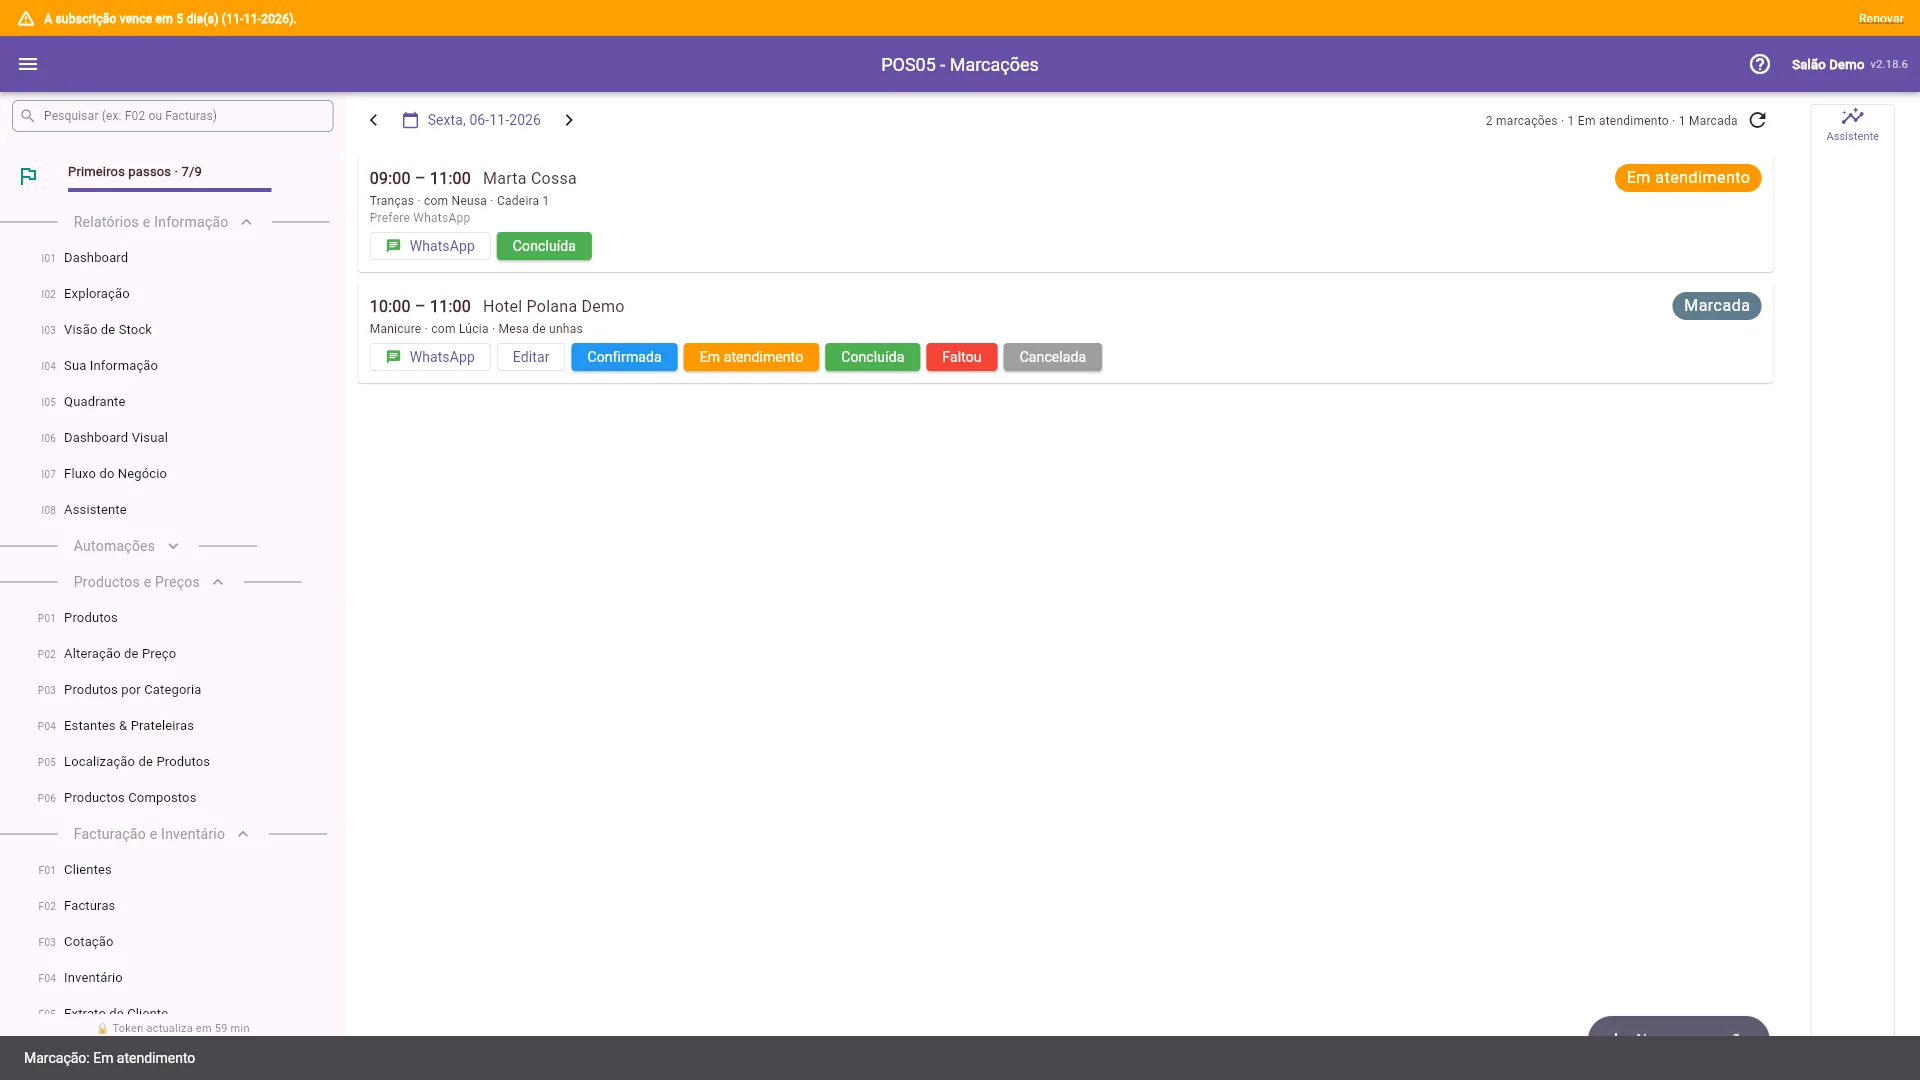 A subscrição vence em 5 dia(s) (11-11-2026).
Renovar
POS05 - Marcações
Salão Demo v2.18.6
Pesquisar (ex: F02 ou Facturas)
Primeiros passos · 7/9
Relatórios e Informação
I01 Dashboard
I02 Exploração
I03 Visão de Stock
I04 Sua Informação
I05 Quadrante
I06 Dashboard Visual
I07 Fluxo do Negócio
I08 Assistente
Automações
Productos e Preços
P01 Produtos
P02 Alteração de Preço
P03 Produtos por Categoria
P04 Estantes & Prateleiras
P05 Localização de Produtos
P06 Productos Compostos
Facturação e Inventário
F01 Clientes
F02 Facturas
F03 Cotação
F04 Inventário
F05 Extrato de Cliente
Token actualiza em 59 min
Sexta, 06-11-2026
2 marcações · 1 Em atendimento · 1 Marcada
09:00 – 11:00 Marta Cossa
Em atendimento
Tranças · com Neusa · Cadeira 1
Prefere WhatsApp
WhatsApp Concluída
10:00 – 11:00 Hotel Polana Demo
Marcada
Manicure · com Lúcia · Mesa de unhas
WhatsApp Editar Confirmada Em atendimento Concluída Faltou Cancelada
Assistente
Marcação: Em atendimento